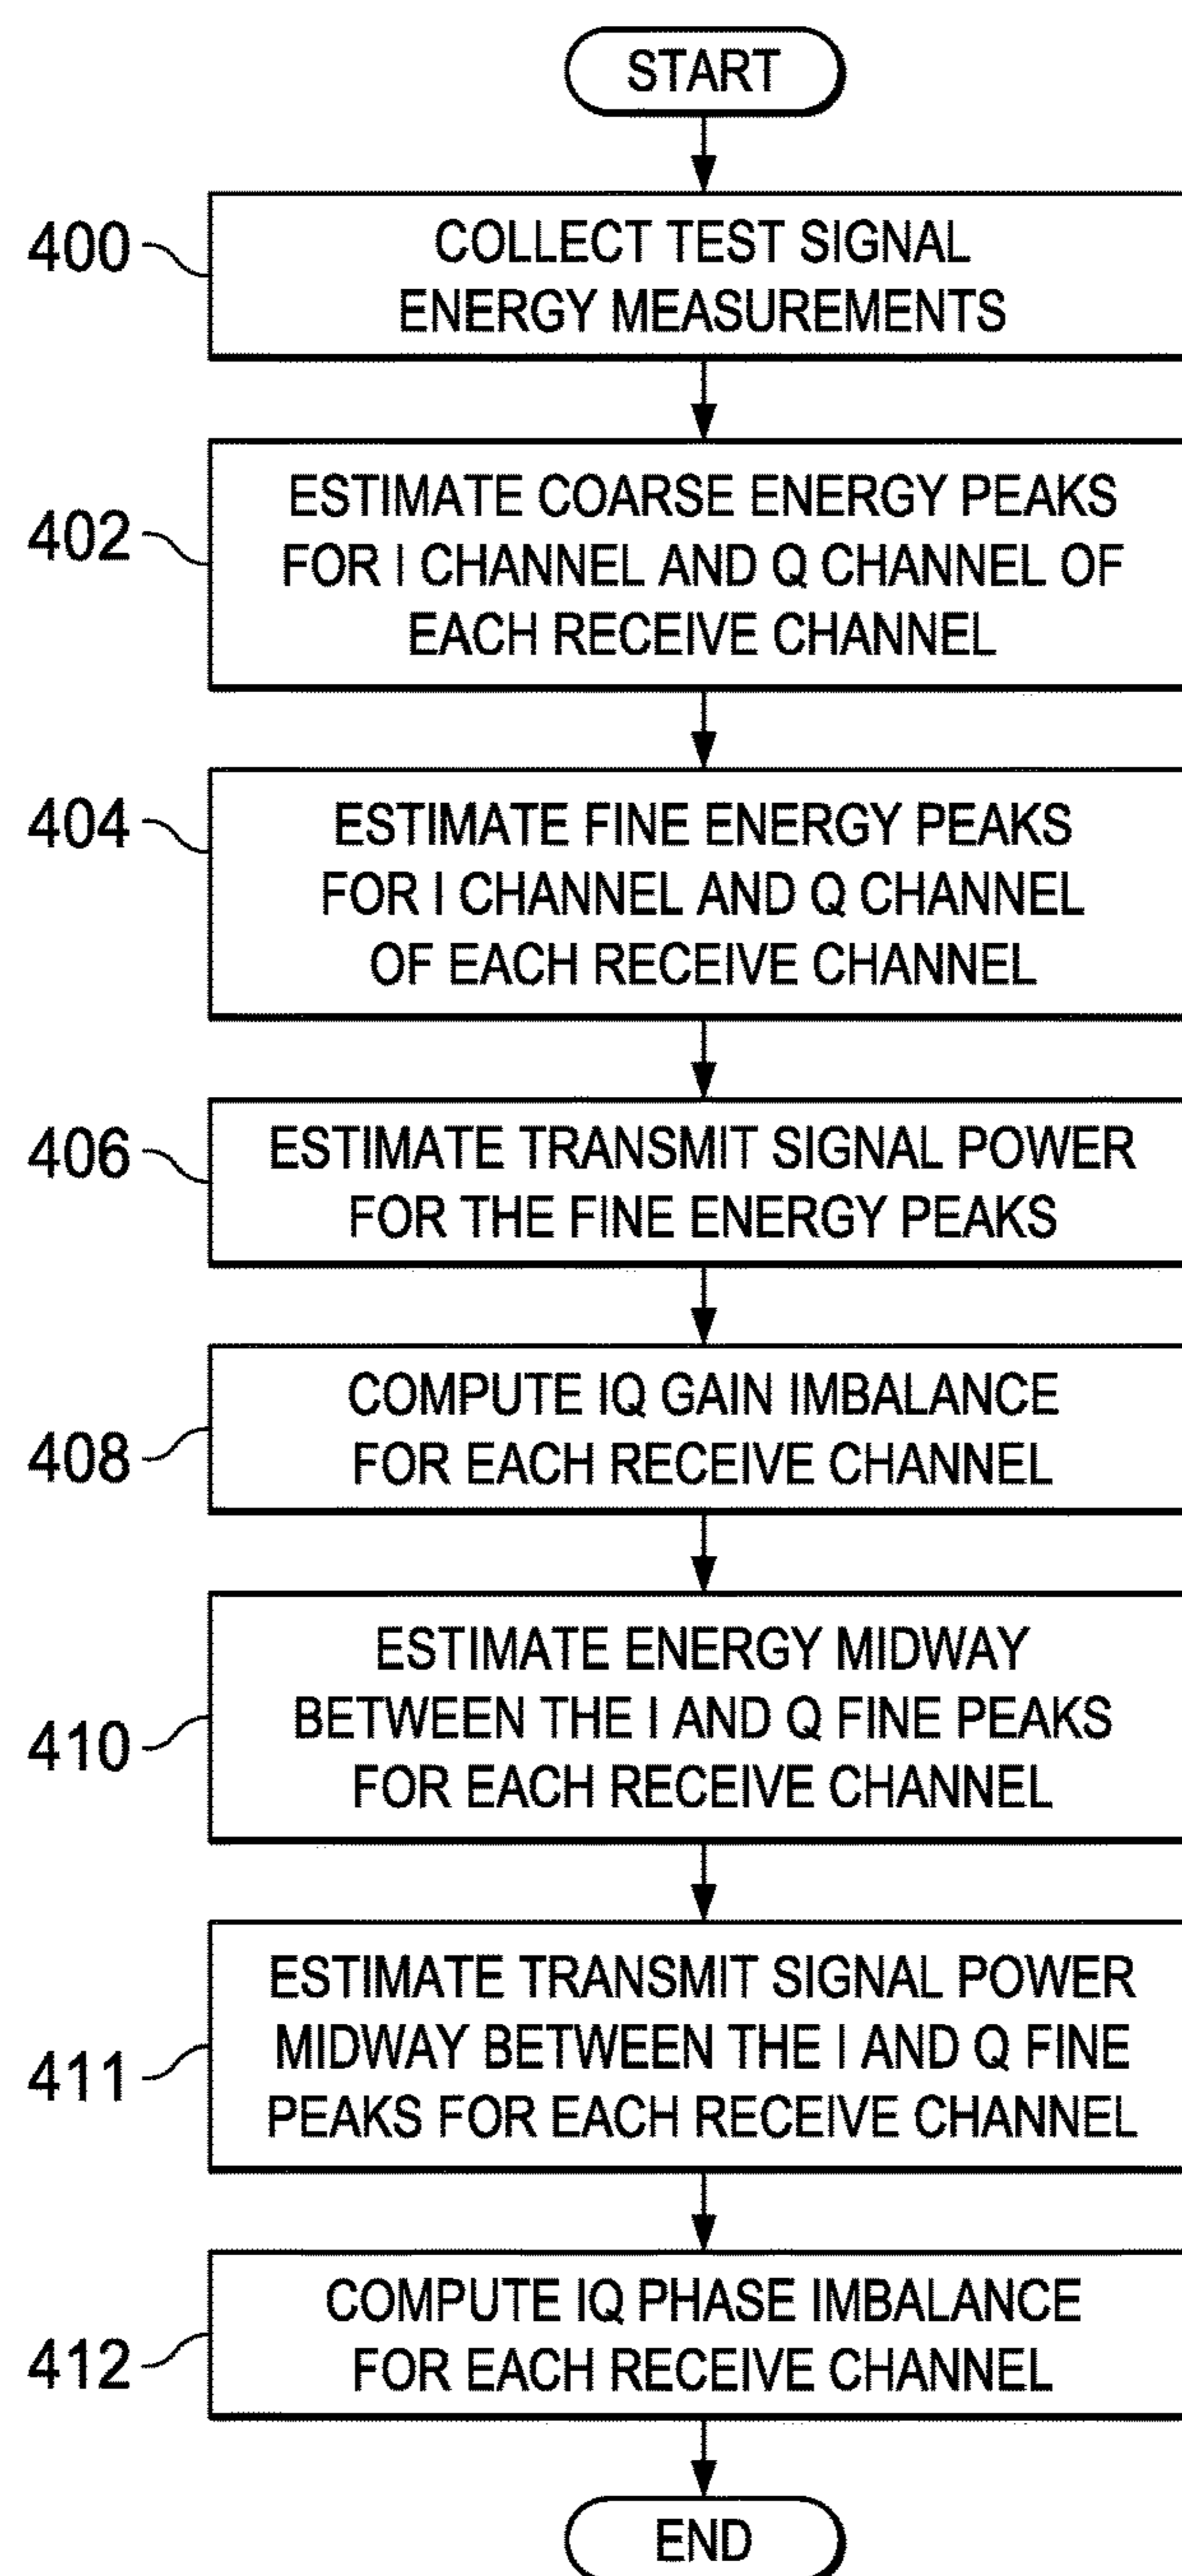 START
400
COLLECT TEST SIGNAL
ENERGY MEASUREMENTS
402
ESTIMATE COARSE ENERGY PEAKS
FOR I CHANNEL AND Q CHANNEL OF
EACH RECEIVE CHANNEL
404
ESTIMATE FINE ENERGY PEAKS
FOR I CHANNEL AND Q CHANNEL
OF EACH RECEIVE CHANNEL
406
ESTIMATE TRANSMIT SIGNAL POWER
FOR THE FINE ENERGY PEAKS
408
COMPUTE IQ GAIN IMBALANCE
FOR EACH RECEIVE CHANNEL
410
ESTIMATE ENERGY MIDWAY
BETWEEN THE I AND Q FINE PEAKS
FOR EACH RECEIVE CHANNEL
411
ESTIMATE TRANSMIT SIGNAL POWER
MIDWAY BETWEEN THE I AND Q FINE
PEAKS FOR EACH RECEIVE CHANNEL
412
COMPUTE IQ PHASE IMBALANCE
FOR EACH RECEIVE CHANNEL
END